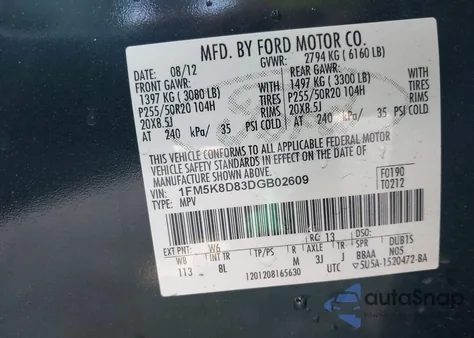 MFD. BY FORD MOTOR CO.
DATE: 08/12 GVWR: 2794 KG ( 6160 LB)
FRONT GAWR: REAR GAWR:
1397 KG ( 3080 LB) 1497 KG ( 3300 LB)
P255/50R20 104H WITH TIRES P255/50R20 104H WITH TIRES
20X8.5J RIMS 20X8.5J RIMS
AT 240 kPa/ 35 PSI COLD AT 240 kPa/ 35 PSI COLD
THIS VEHICLE CONFORMS TO ALL APPLICABLE FEDERAL MOTOR
VEHICLE SAFETY STANDARDS IN EFFECT ON THE DATE OF
MANUFACTURE SHOWN ABOVE.
VIN: 1FM5K8D83DGB02609 F0190
TYPE: MPV T0212
EXT PNT: W6 RC: 13 DSO:
WB INT TR TP/PS R AXLE TR SPR DUBTS
113 8L M 3J J BBAA N05
1201208165630 UTC 5U5A-1520472-BA
autoSnap